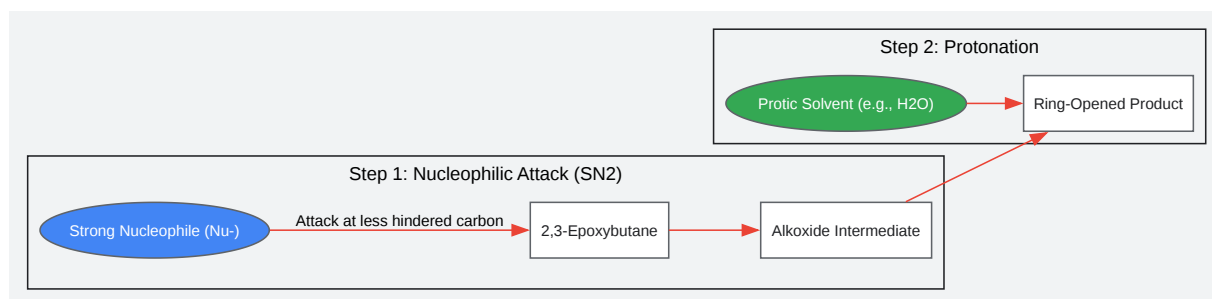 Step 2: Protonation
Protic Solvent (e.g., H2O)
Ring-Opened Product
Step 1: Nucleophilic Attack (SN2)
Strong Nucleophile (Nu-)
Attack at less hindered carbon
2,3-Epoxybutane
Alkoxide Intermediate